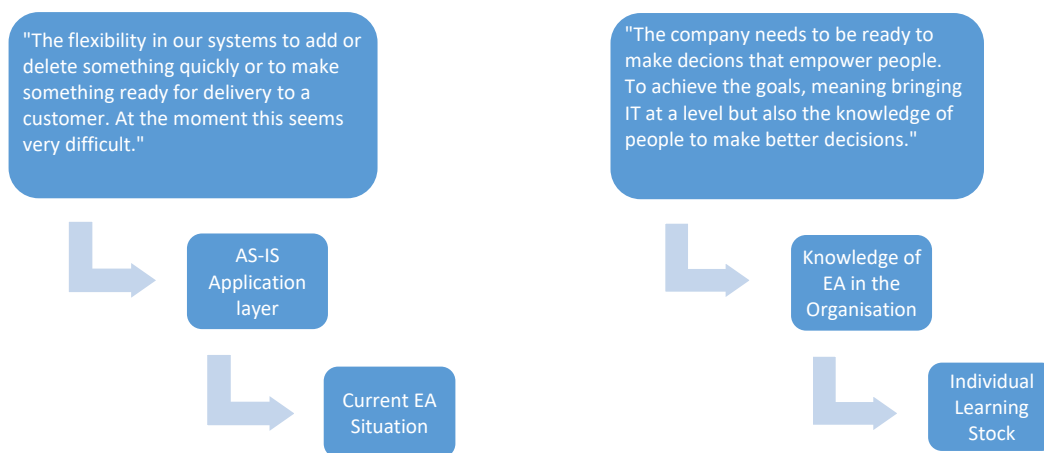 "The flexibility in our systems to add or
delete something quickly or to make
something ready for delivery to a
customer. At the moment this seems
very difficult."
AS-IS
Application
layer
Current EA
Situation
"The company needs to be ready to
make decions that empower people.
To achieve the goals, meaning bringing
IT at a level but also the knowledge of
people to make better decisions."
Knowledge of
EA in the
Organisation
Individual
Learning
Stock